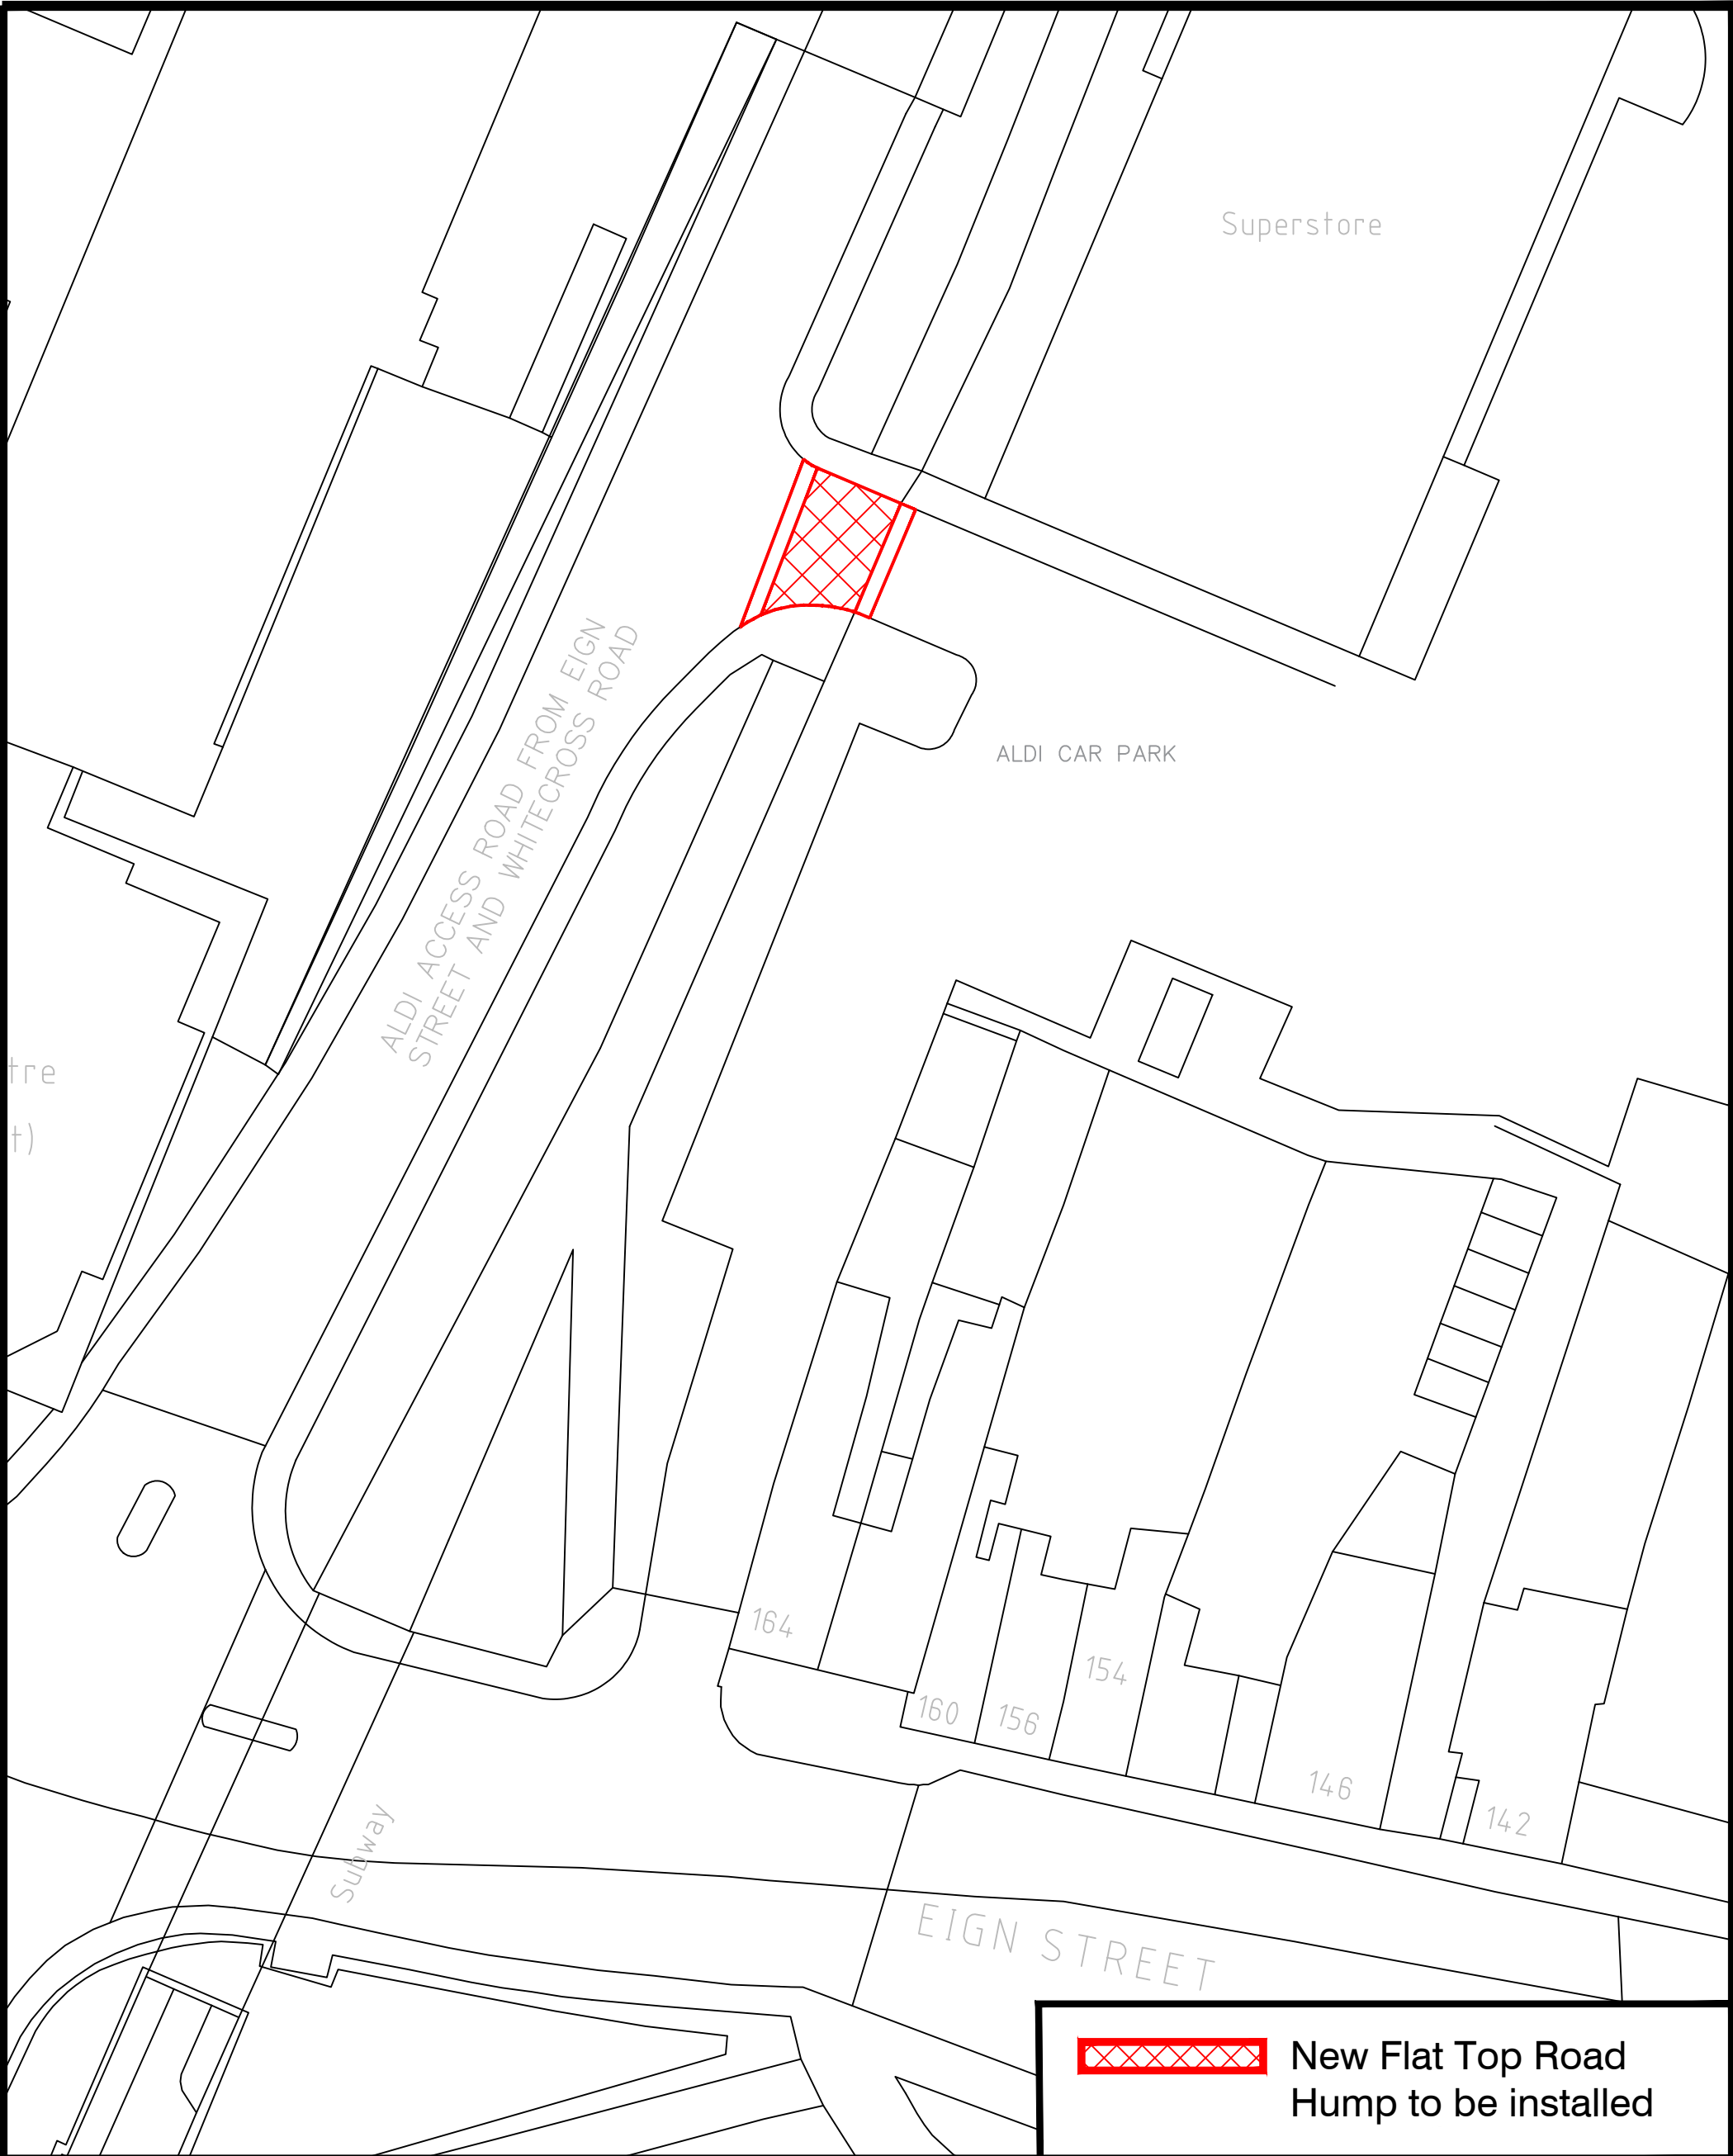 Superstore
ALDI ACCESS ROAD FROM EIGN
STREET AND WHITECROSS ROAD
ALDI CAR PARK
tre
t)
164
160
156
154
146
142
Subway
EIGN STREET
New Flat Top Road
Hump to be installed